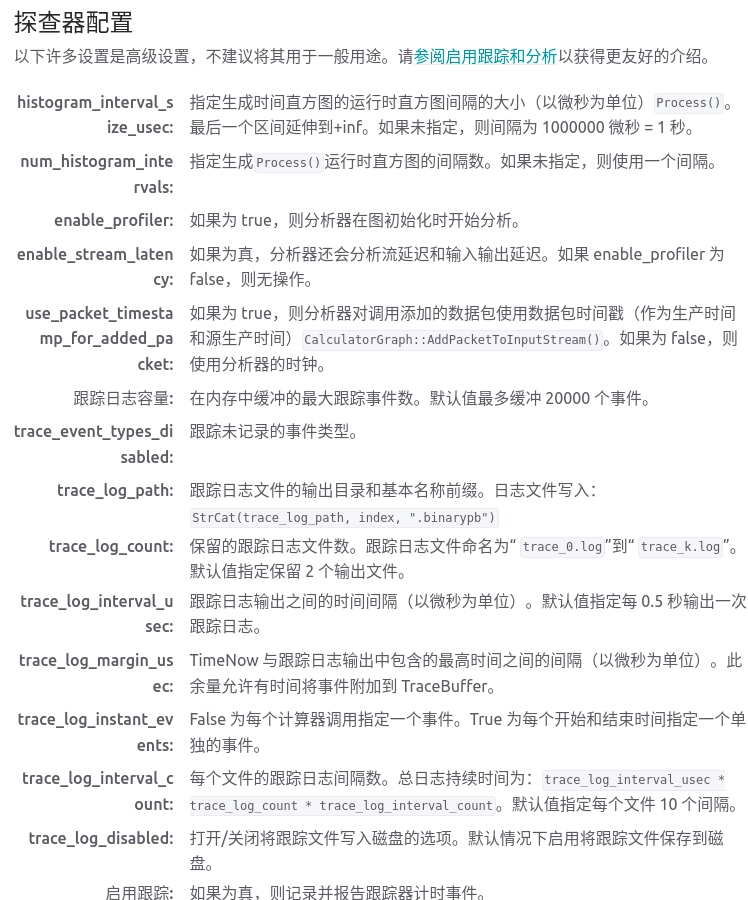 探查器配置
以下许多设置是高级设置，不建议将其用于一般用途。请参阅启用跟踪和分析以获得更友好的介绍。
histogram_interval_s 指定生成时间直方图的运行时直方图间隔的大小（以微秒为单位）Process()。
ize_usec: 最后一个区间延伸到+inf。如果未指定，则间隔为 1000000 微秒 = 1 秒。
num_histogram_inte 指定生成Process()运行时直方图的间隔数。如果未指定，则使用一个间隔。
rvals:
enable_profiler: 如果为 true，则分析器在图初始化时开始分析。
enable_stream_laten 如果为真，分析器还会分析流延迟和输入输出延迟。如果 enable_profiler 为
cy: false，则无操作。
use_packet_timesta 如果为 true，则分析器对调用添加的数据包使用数据包时间戳（作为生产时间
mp_for_added_pa 和源生产时间）CalculatorGraph::AddPacketToInputStream()。如果为 false，则
cket: 使用分析器的时钟。
跟踪日志容量: 在内存中缓冲的最大跟踪事件数。默认值最多缓冲 20000 个事件。
trace_event_types_di 跟踪未记录的事件类型。
sabled:
trace_log_path: 跟踪日志文件的输出目录和基本名称前缀。日志文件写入：
StrCat(trace_log_path, index, ".binarypb")
trace_log_count: 保留的跟踪日志文件数。跟踪日志文件命名为“ trace_0.log”到“ trace_k.log”。
默认值指定保留 2 个输出文件。
trace_log_interval_u 跟踪日志输出之间的时间间隔（以微秒为单位）。默认值指定每 0.5 秒输出一次
sec: 跟踪日志。
trace_log_margin_us TimeNow 与跟踪日志输出中包含的最高时间之间的间隔（以微秒为单位）。此
ec: 余量允许有时间将事件附加到 TraceBuffer。
trace_log_instant_ev False 为每个计算器调用指定一个事件。True 为每个开始和结束时间指定一个单
ents: 独的事件。
trace_log_interval_c 每个文件的跟踪日志间隔数。总日志持续时间为： trace_log_interval_usec *
ount: trace_log_count * trace_log_interval_count。默认值指定每个文件 10 个间隔。
trace_log_disabled: 打开/关闭将跟踪文件写入磁盘的选项。默认情况下启用将跟踪文件保存到磁
盘。
启用跟踪: 如果为真，则记录并报告跟踪器计时事件。